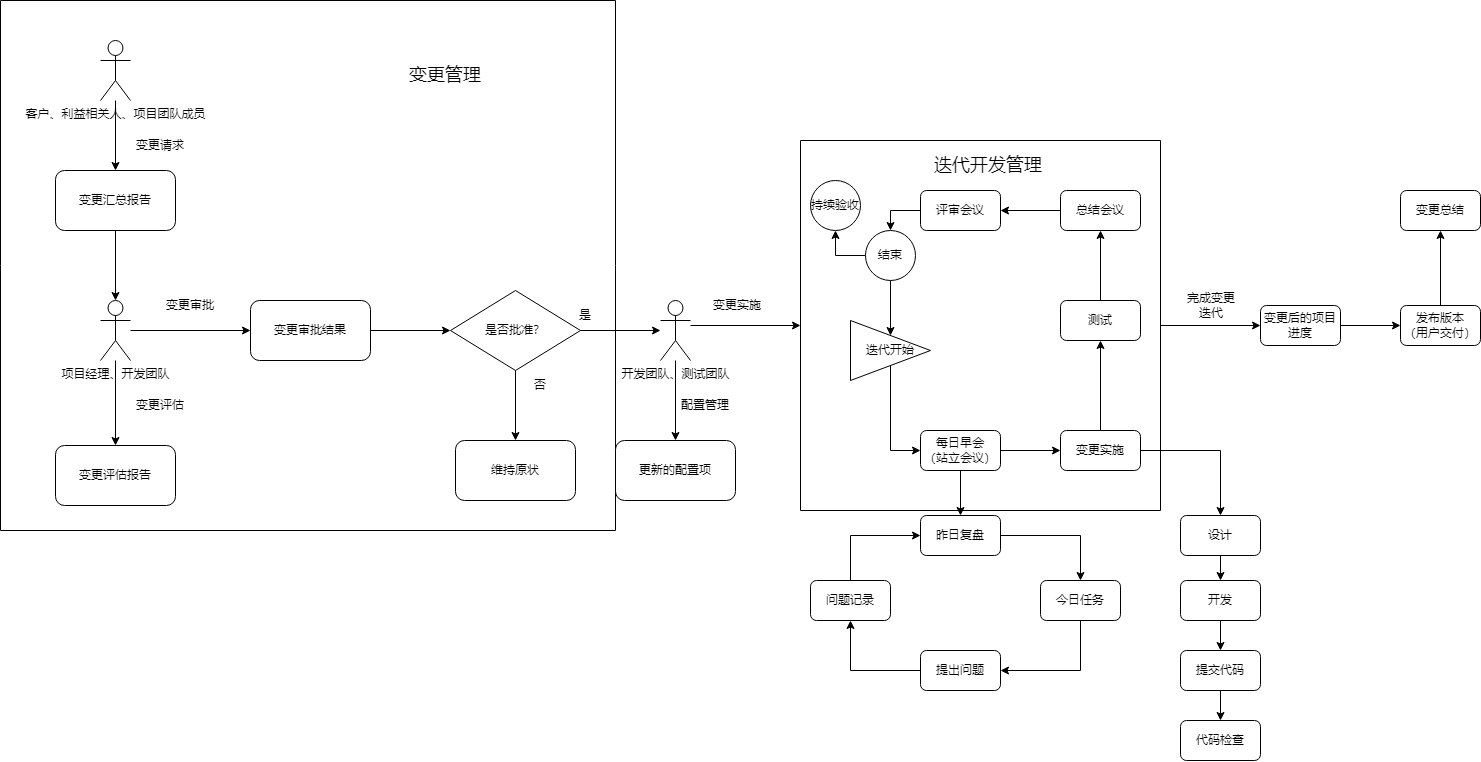 变更管理
客户、利益相关人、项目团队成员
变更请求
变更汇总报告
变更审批
变更审批结果
是否批准?
是
否
项目经理、开发团队
变更评估
变更评估报告
维持原状
开发团队、测试团队
配置管理
更新的配置项
变更实施
迭代开发管理
持续验收
评审会议
总结会议
结束
测试
迭代开始
每日早会
（站立会议）
变更实施
昨日复盘
问题记录
今日任务
提出问题
设计
开发
提交代码
代码检查
完成变更
迭代
变更后的项目
进度
变更总结
发布版本
（用户交付）